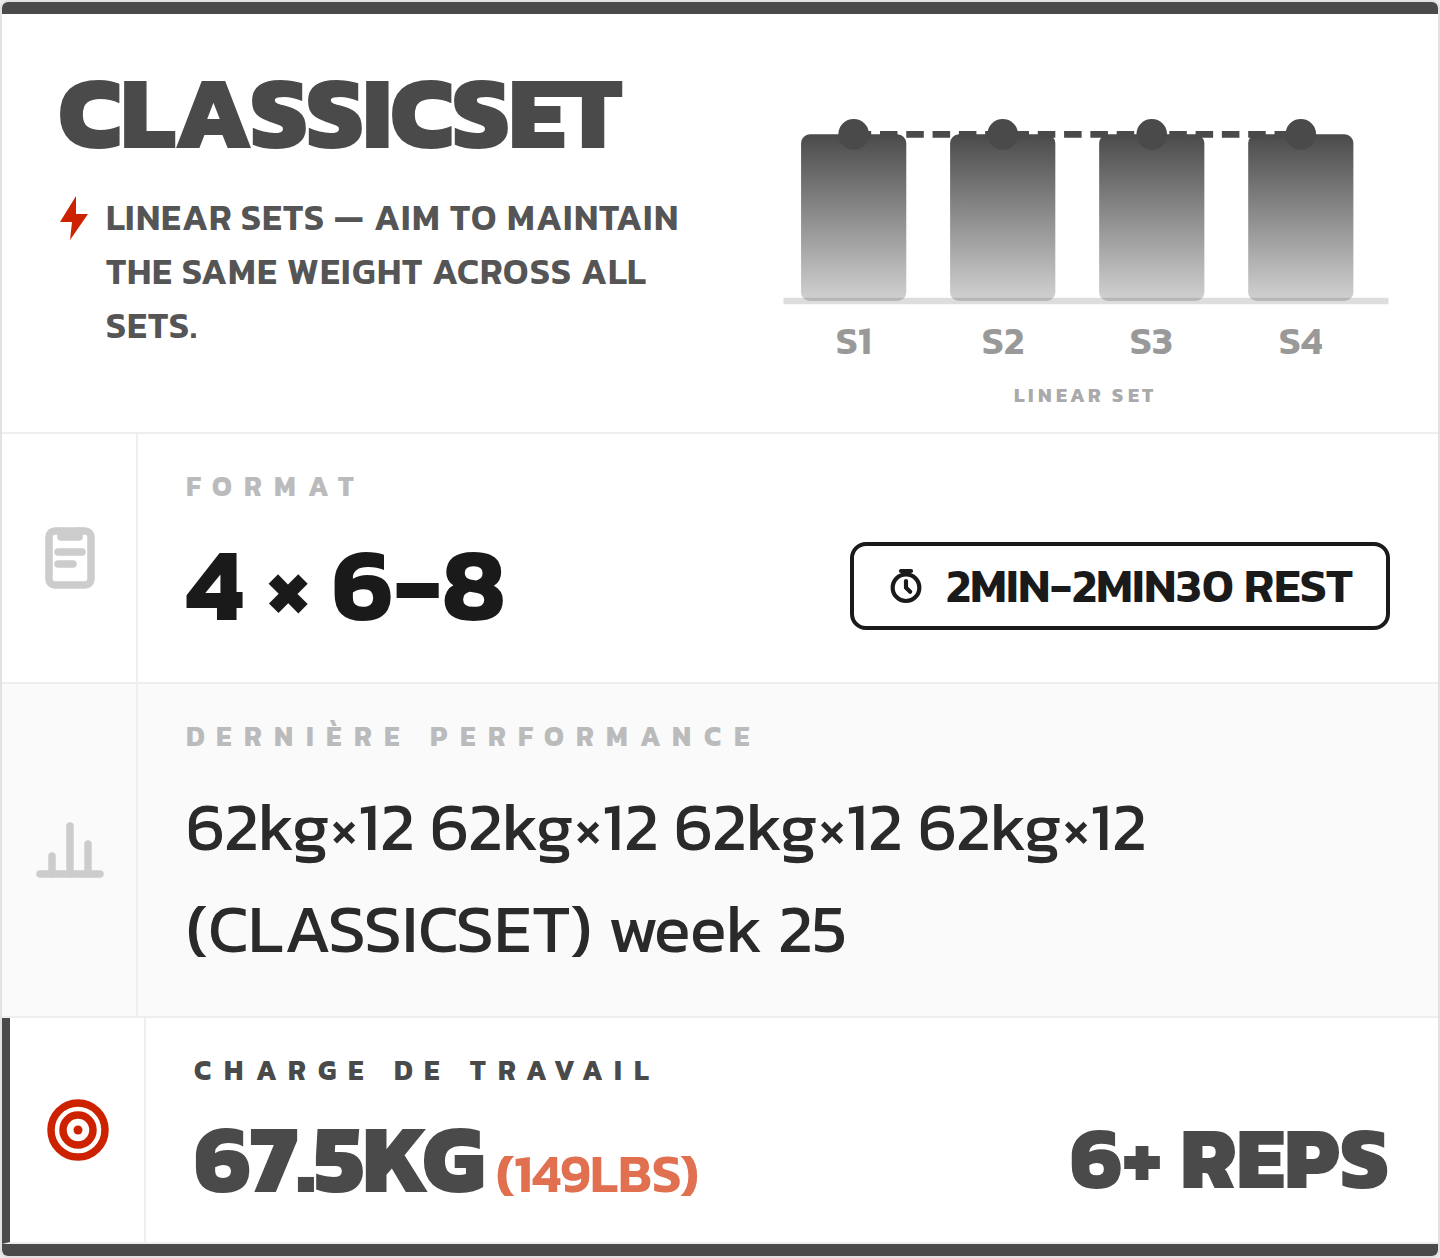 CLASSICSET
LINEAR SETS — AIM TO MAINTAIN
THE SAME WEIGHT ACROSS ALL
SETS.
S1 S2 S3 S4
LINEAR SET
FORMAT
4 × 6–8
2MIN–2MIN30 REST
DERNIÈRE PERFORMANCE
62kg×12 62kg×12 62kg×12 62kg×12
(CLASSICSET) week 25
CHARGE DE TRAVAIL
67.5KG (149LBS)
6+ REPS